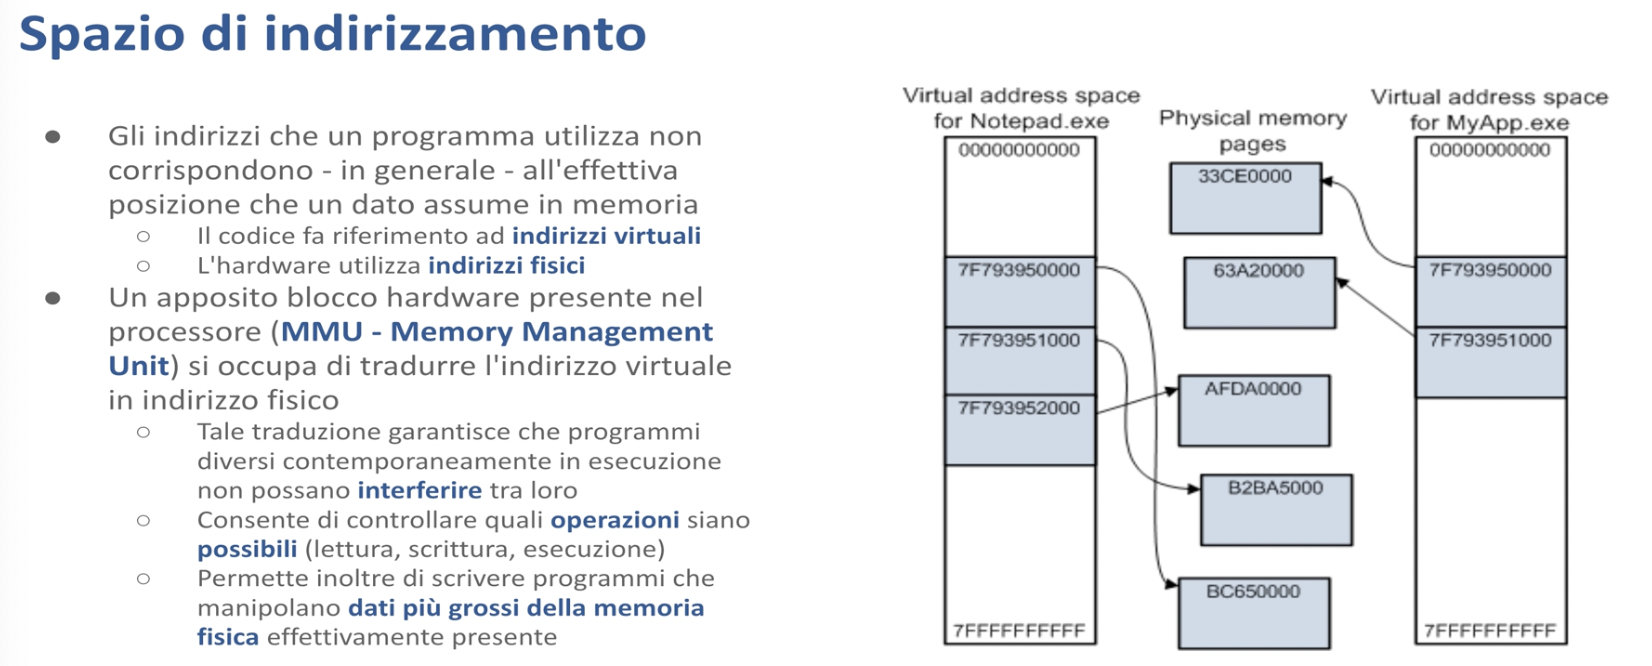 Spazio di indirizzamento
● Gli indirizzi che un programma utilizza non
corrispondono - in generale - all'effettiva
posizione che un dato assume in memoria
○ Il codice fa riferimento ad indirizzi virtuali
○ L'hardware utilizza indirizzi fisici
● Un apposito blocco hardware presente nel
processore (MMU - Memory Management
Unit) si occupa di tradurre l'indirizzo virtuale
in indirizzo fisico
○ Tale traduzione garantisce che programmi
diversi contemporaneamente in esecuzione
non possano interferire tra loro
○ Consente di controllare quali operazioni siano
possibili (lettura, scrittura, esecuzione)
○ Permette inoltre di scrivere programmi che
manipolano dati più grossi della memoria
fisica effettivamente presente
Virtual address space
for Notepad.exe
00000000000
7F793950000
7F793951000
7F793952000
7FFFFFFFFFF
Physical memory
pages
33CE0000
63A20000
AFDA0000
B2BA5000
BC650000
Virtual address space
for MyApp.exe
00000000000
7F793950000
7F793951000
7FFFFFFFFFF